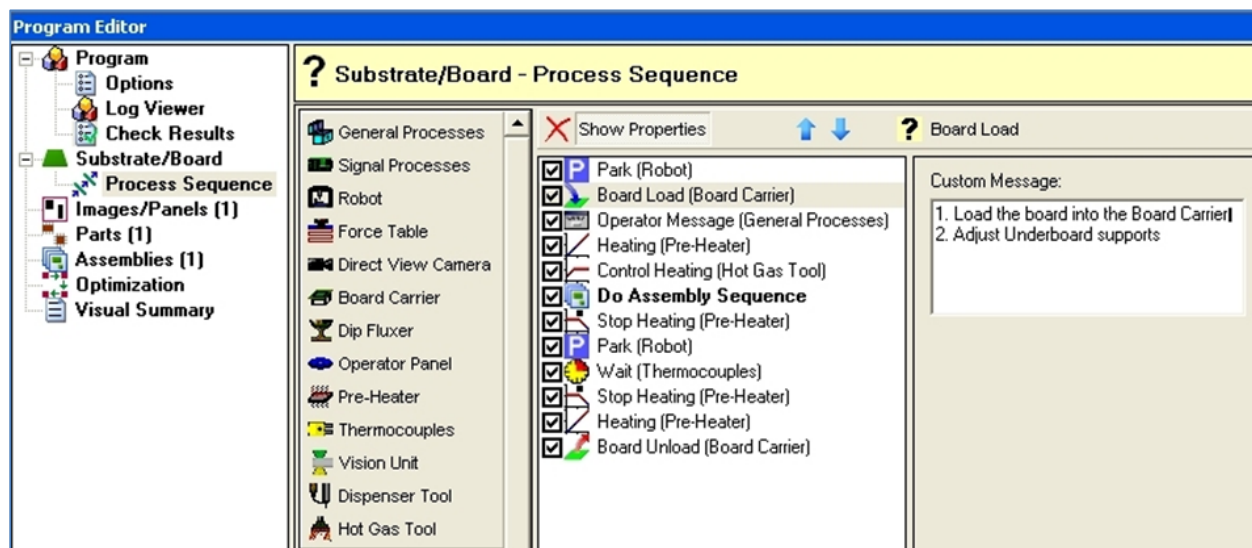 Program Editor
Program
Options
Log Viewer
Check Results
Substrate/Board
Process Sequence
Images/Panels (1)
Parts (1)
Assemblies (1)
Optimization
Visual Summary
? Substrate/Board - Process Sequence
General Processes
Signal Processes
Robot
Force Table
Direct View Camera
Board Carrier
Dip Fluxer
Operator Panel
Pre-Heater
Thermocouples
Vision Unit
Dispenser Tool
Hot Gas Tool
Show Properties
? Board Load
P Park (Robot)
Board Load (Board Carrier)
Operator Message (General Processes)
Heating (Pre-Heater)
Control Heating (Hot Gas Tool)
Do Assembly Sequence
Stop Heating (Pre-Heater)
P Park (Robot)
Wait (Thermocouples)
Stop Heating (Pre-Heater)
Heating (Pre-Heater)
Board Unload (Board Carrier)
Custom Message:
1. Load the board into the Board Carrier
2. Adjust Underboard supports